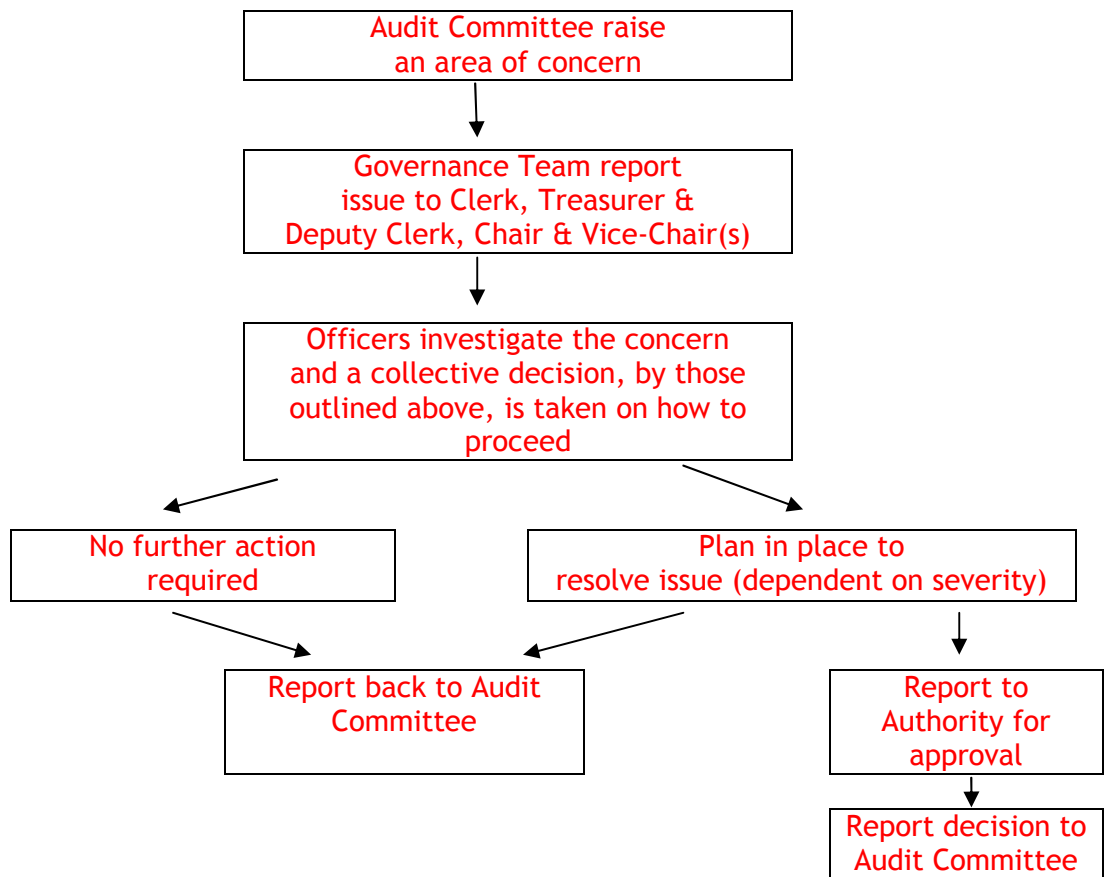 Audit Committee raise
an area of concern
Governance Team report
issue to Clerk, Treasurer &
Deputy Clerk, Chair & Vice-Chair(s)
Officers investigate the concern
and a collective decision, by those
outlined above, is taken on how to
proceed
No further action
required
Plan in place to
resolve issue (dependent on severity)
Report back to Audit
Committee
Report to
Authority for
approval
Report decision to
Audit Committee